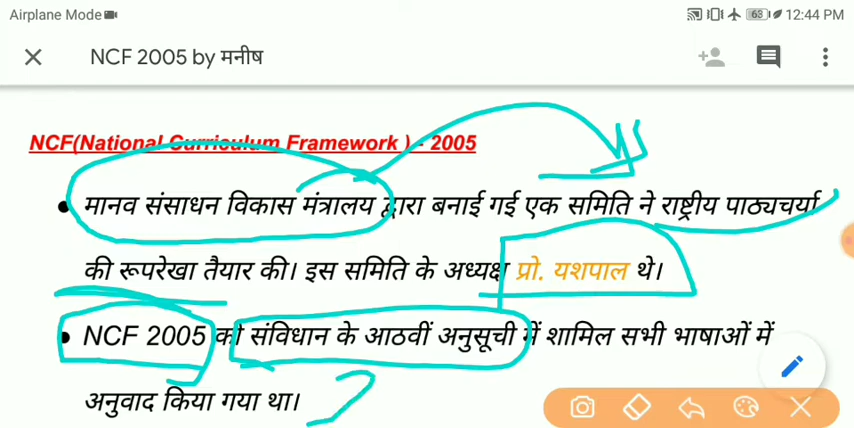 Airplane Mode 63 12:44 PM
NCF 2005 by मनीष
NCF(National Curriculum Framework ) - 2005
मानव संसाधन विकास मंत्रालय द्वारा बनाई गई एक समिति ने राष्ट्रीय पाठ्यचर्या
की रूपरेखा तैयार की। इस समिति के अध्यक्ष प्रो. यशपाल थे।
NCF 2005 को संविधान के आठवीं अनुसूची में शामिल सभी भाषाओं में
अनुवाद किया गया था।